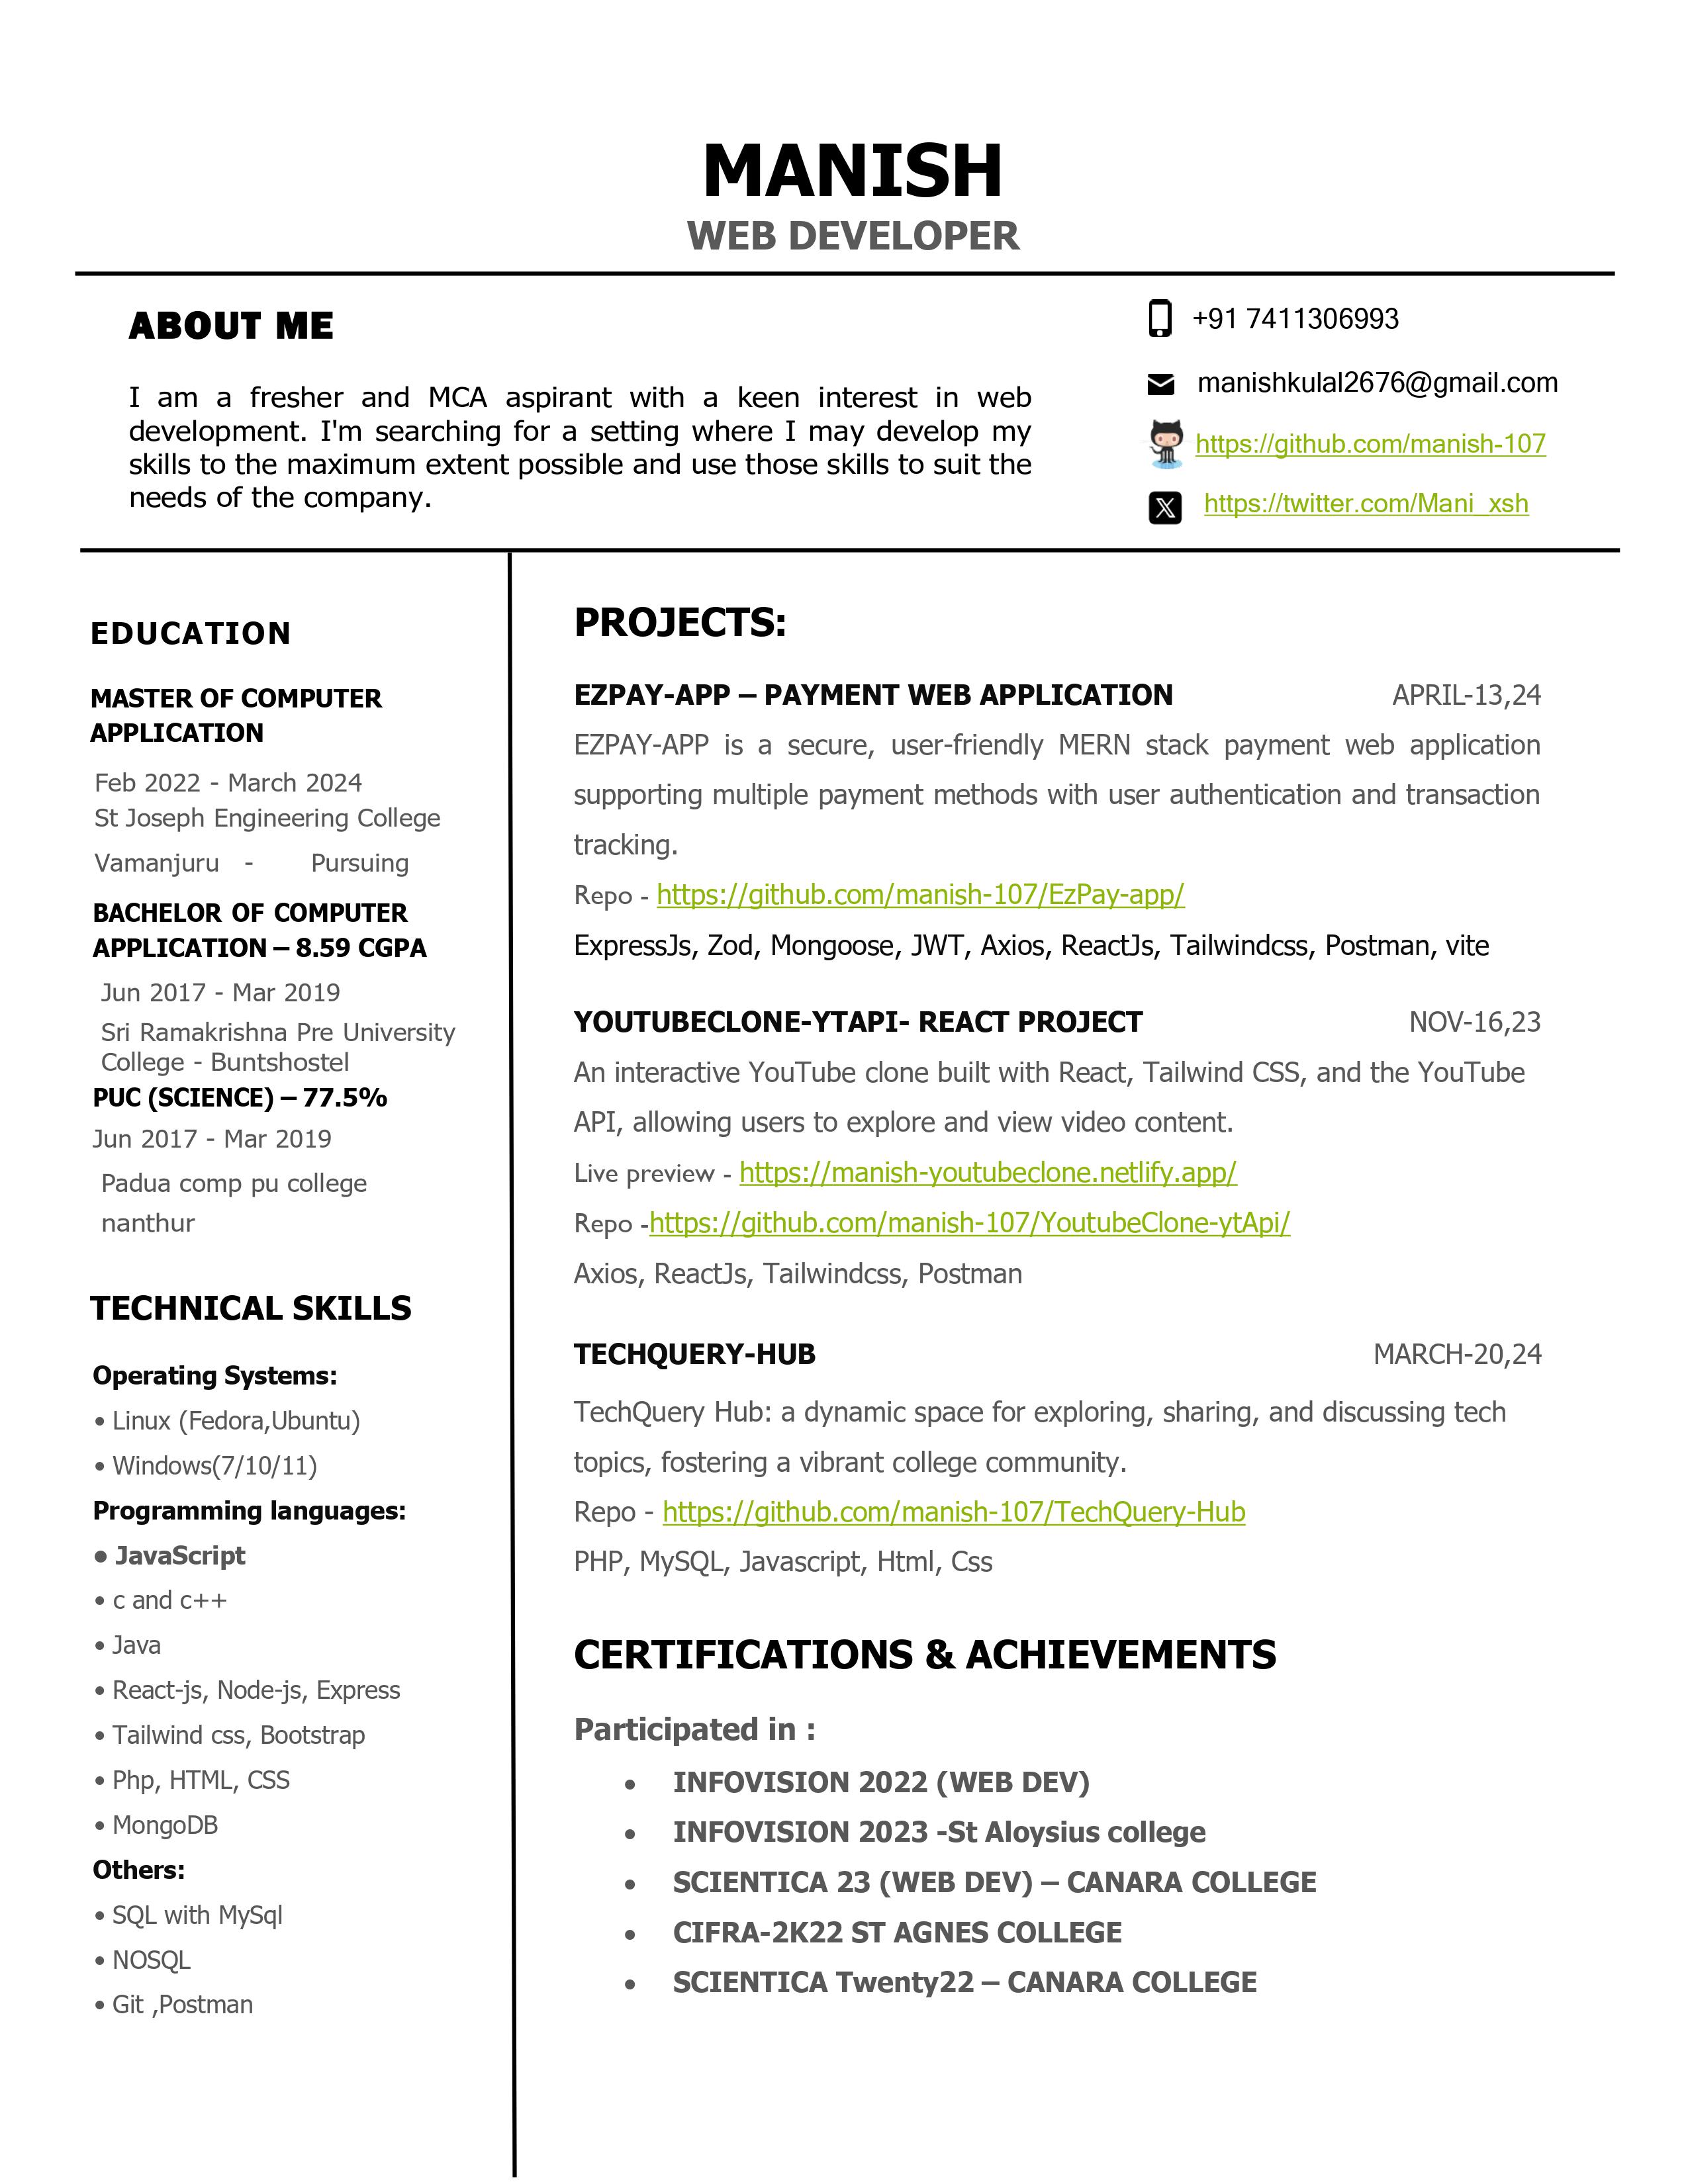 MANISH
WEB DEVELOPER
ABOUT ME
I am a fresher and MCA aspirant with a keen interest in web
development. I'm searching for a setting where I may develop my
skills to the maximum extent possible and use those skills to suit the
needs of the company.
+91 7411306993
manishkulal2676@gmail.com
https://github.com/manish-107
https://twitter.com/Mani_xsh
EDUCATION
MASTER OF COMPUTER
APPLICATION
Feb 2022 - March 2024
St Joseph Engineering College
Vamanjuru - Pursuing
BACHELOR OF COMPUTER
APPLICATION – 8.59 CGPA
Jun 2017 - Mar 2019
Sri Ramakrishna Pre University
College - Buntshostel
PUC (SCIENCE) – 77.5%
Jun 2017 - Mar 2019
Padua comp pu college
nanthur
TECHNICAL SKILLS
Operating Systems:
• Linux (Fedora,Ubuntu)
• Windows(7/10/11)
Programming languages:
• JavaScript
• c and c++
• Java
• React-js, Node-js, Express
• Tailwind css, Bootstrap
• Php, HTML, CSS
• MongoDB
Others:
• SQL with MySql
• NOSQL
• Git ,Postman
PROJECTS:
EZPAY-APP – PAYMENT WEB APPLICATION APRIL-13,24
EZPAY-APP is a secure, user-friendly MERN stack payment web application
supporting multiple payment methods with user authentication and transaction
tracking.
Repo - https://github.com/manish-107/EzPay-app/
ExpressJs, Zod, Mongoose, JWT, Axios, ReactJs, Tailwindcss, Postman, vite
YOUTUBECLONE-YTAPI- REACT PROJECT NOV-16,23
An interactive YouTube clone built with React, Tailwind CSS, and the YouTube
API, allowing users to explore and view video content.
Live preview - https://manish-youtubeclone.netlify.app/
Repo -https://github.com/manish-107/YoutubeClone-ytApi/
Axios, ReactJs, Tailwindcss, Postman
TECHQUERY-HUB MARCH-20,24
TechQuery Hub: a dynamic space for exploring, sharing, and discussing tech
topics, fostering a vibrant college community.
Repo - https://github.com/manish-107/TechQuery-Hub
PHP, MySQL, Javascript, Html, Css
CERTIFICATIONS & ACHIEVEMENTS
Participated in :
• INFOVISION 2022 (WEB DEV)
• INFOVISION 2023 -St Aloysius college
• SCIENTICA 23 (WEB DEV) – CANARA COLLEGE
• CIFRA-2K22 ST AGNES COLLEGE
• SCIENTICA Twenty22 – CANARA COLLEGE